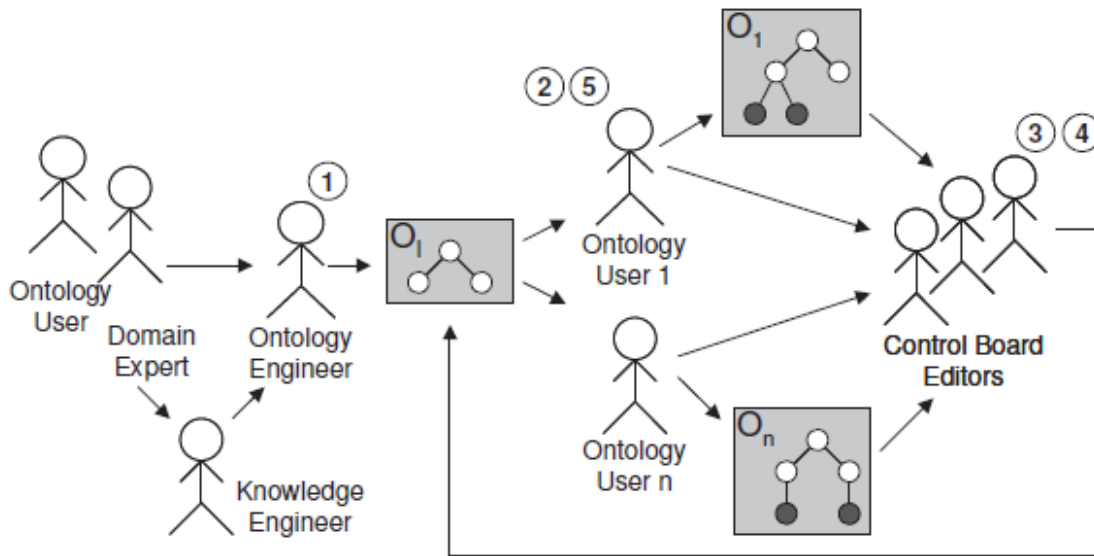 O1
2 5
3 4
1
OI
Ontology
User 1
Ontology
User
Domain
Expert
Ontology
Engineer
Control Board
Editors
On
Ontology
User n
Knowledge
Engineer